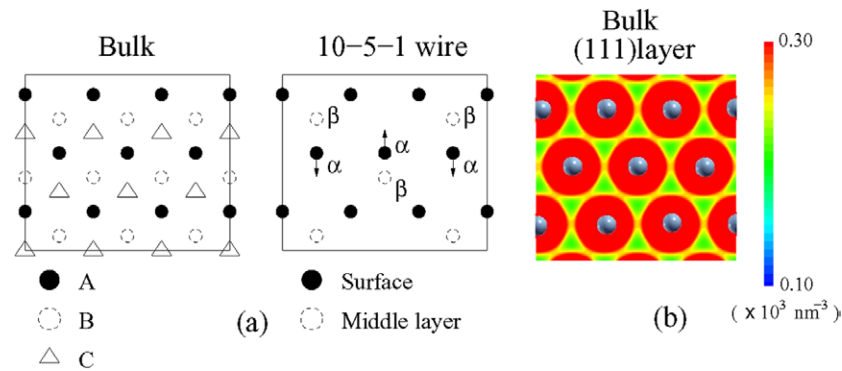 Bulk
10−5−1 wire
β
β
α
α
α
β
A
B
C
Surface
Middle layer
(a)
Bulk
(111)layer
0.30
0.10
( × 10³ nm⁻³ )
(b)